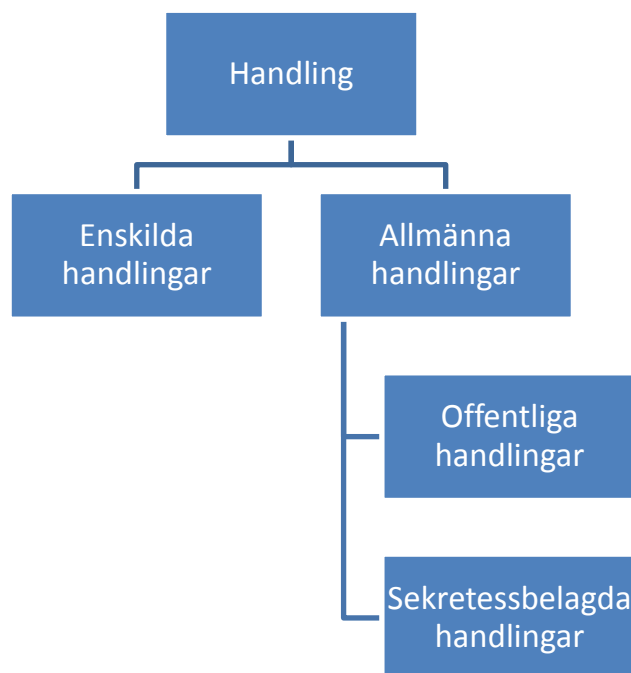 Handling
Enskilda
handlingar
Allmänna
handlingar
Offentliga
handlingar
Sekretessbelagda
handlingar